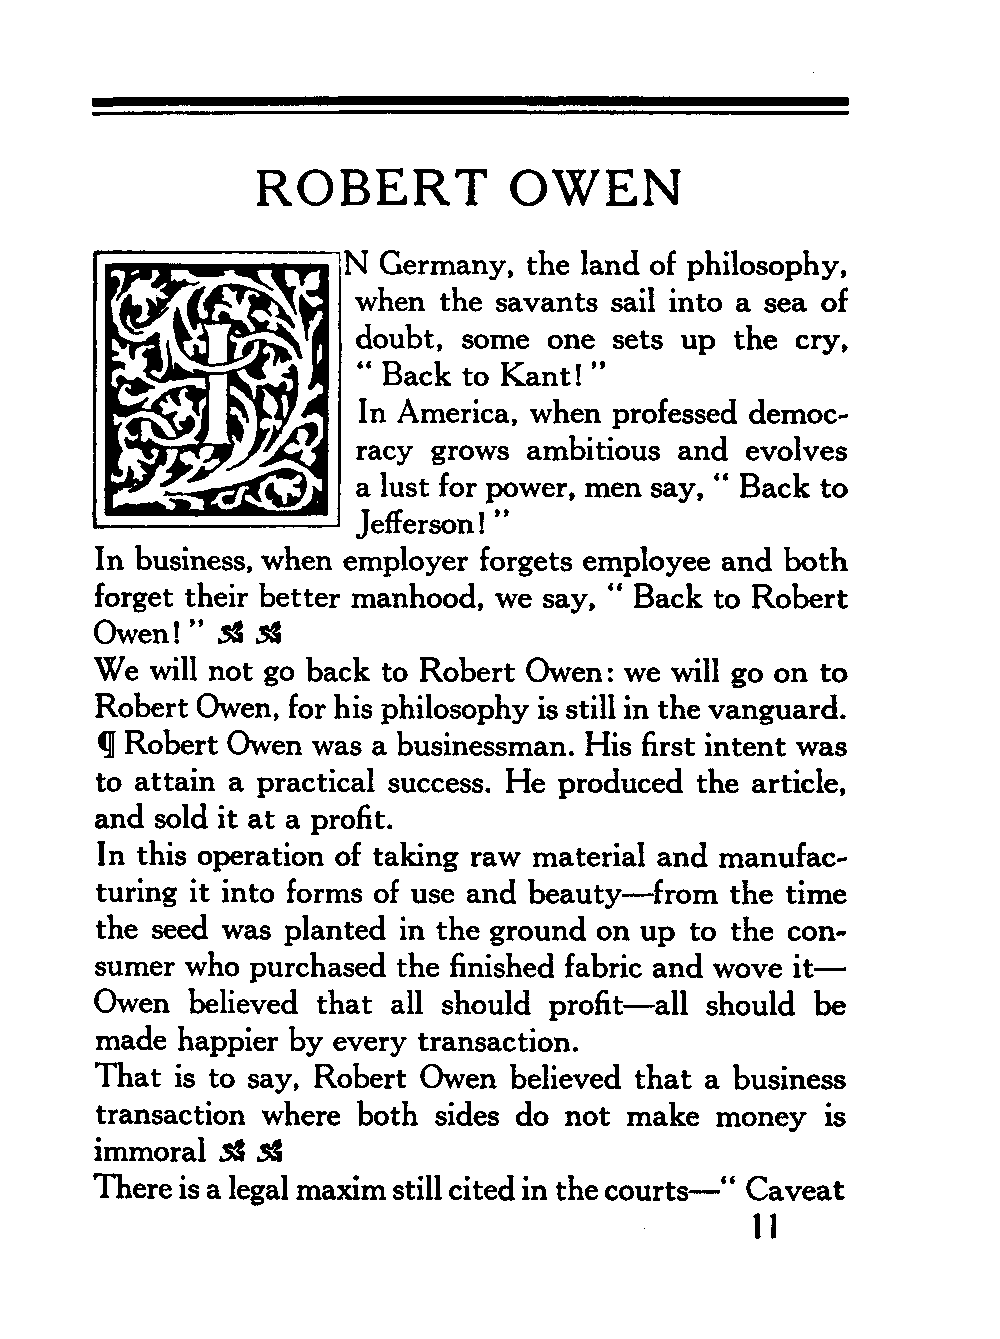 ROBERT OWEN
IN Germany, the land of philosophy,
when the savants sail into a sea of
doubt, some one sets up the cry,
“ Back to Kant! ”
In America, when professed democ-
racy grows ambitious and evolves
a lust for power, men say, “ Back to
Jefferson! ”
In business, when employer forgets employee and both
forget their better manhood, we say, “ Back to Robert
Owen! ”
We will not go back to Robert Owen: we will go on to
Robert Owen, for his philosophy is still in the vanguard.
¶ Robert Owen was a businessman. His first intent was
to attain a practical success. He produced the article,
and sold it at a profit.
In this operation of taking raw material and manufac-
turing it into forms of use and beauty—from the time
the seed was planted in the ground on up to the con-
sumer who purchased the finished fabric and wove it—
Owen believed that all should profit—all should be
made happier by every transaction.
That is to say, Robert Owen believed that a business
transaction where both sides do not make money is
immoral
There is a legal maxim still cited in the courts—“ Caveat
11